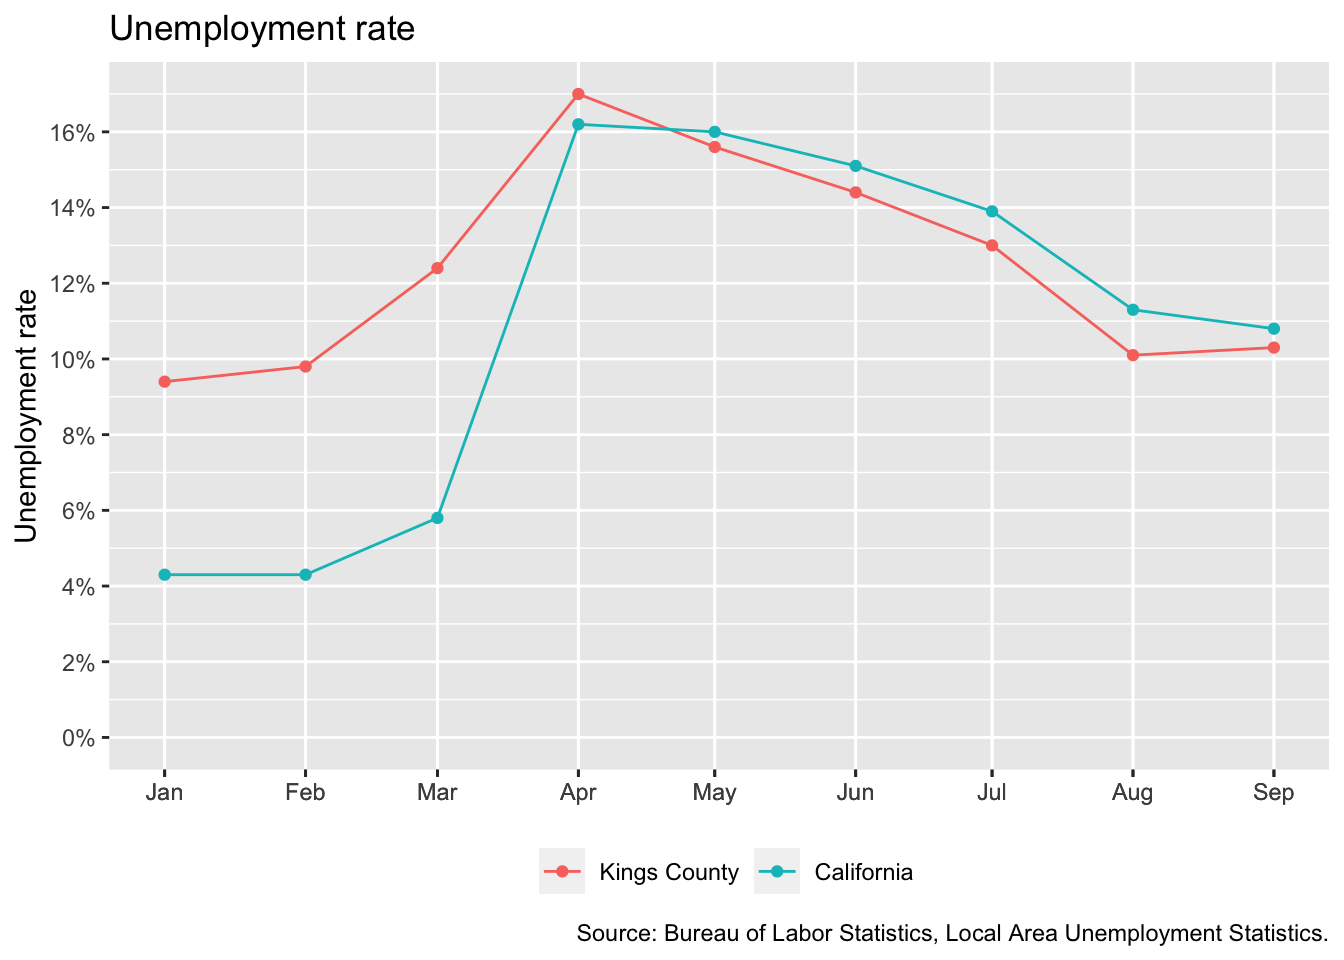 Unemployment rate
Unemployment rate
16%
14%
12%
10%
8%
6%
4%
2%
0%
Jan Feb Mar Apr May Jun Jul Aug Sep
Kings County California
Source: Bureau of Labor Statistics, Local Area Unemployment Statistics.